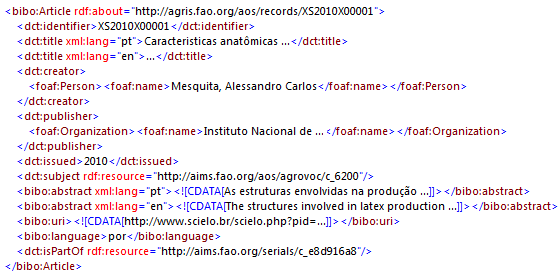 <bibo:Article rdf:about="http://agris.fao.org/aos/records/XS2010X00001">
<dct:identifier>XS2010X00001</dct:identifier>
<dct:title xml:lang="pt">Caracteristicas anatômicas ...</dct:title>
<dct:title xml:lang="en">...</dct:title>
<dct:creator>
<foaf:Person><foaf:name>Mesquita, Alessandro Carlos</foaf:name></foaf:Person>
</dct:creator>
<dct:publisher>
<foaf:Organization><foaf:name>Instituto Nacional de ...</foaf:name></foaf:Organization>
</dct:publisher>
<dct:issued>2010</dct:issued>
<dct:subject rdf:resource="http://aims.fao.org/aos/agrovoc/c_6200"/>
<bibo:abstract xml:lang="pt"><![CDATA[As estruturas envolvidas na produção ...]]></bibo:abstract>
<bibo:abstract xml:lang="en"><![CDATA[The structures involved in latex production ...]]></bibo:abstract>
<bibo:uri><![CDATA[http://www.scielo.br/scielo.php?pid=...]]></bibo:uri>
<bibo:language>por</bibo:language>
<dct:isPartOf rdf:resource="http://aims.fao.org/serials/c_e8d916a8"/>
</bibo:Article>